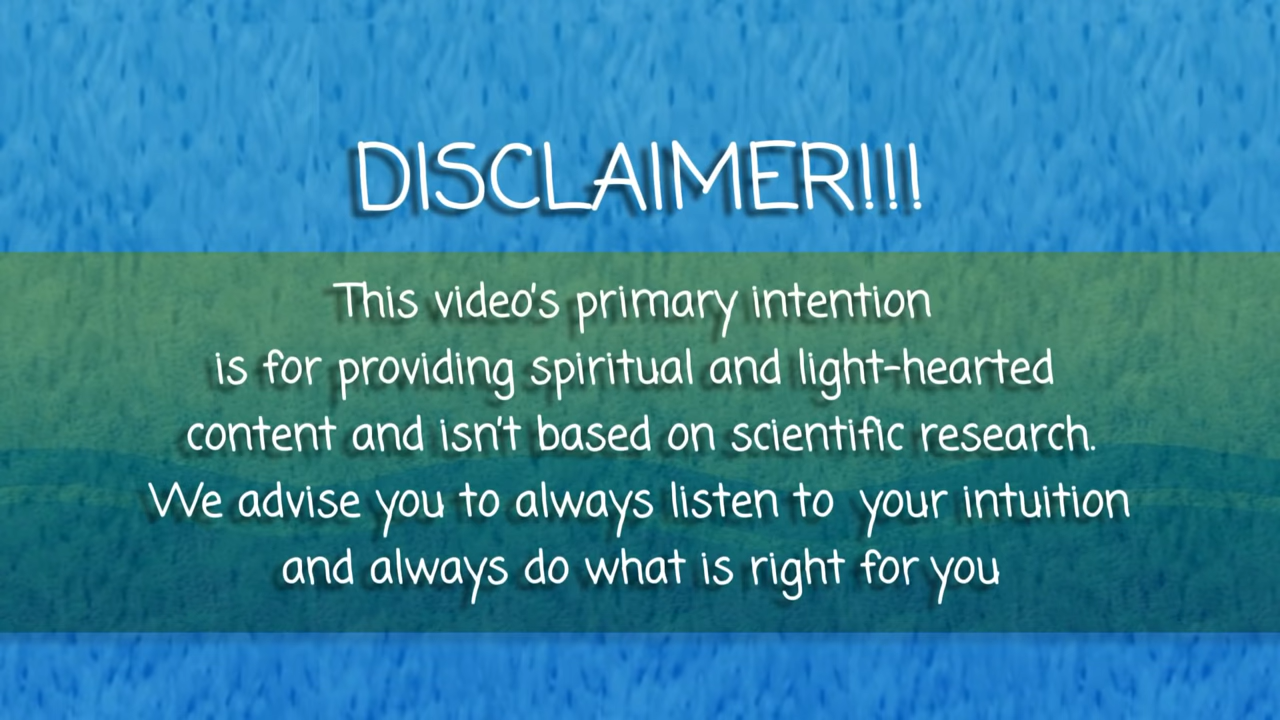 DISCLAIMER!!!
This video's primary intention
is for providing spiritual and light-hearted
content and isn't based on scientific research.
We advise you to always listen to  your intuition
and always do what is right for you